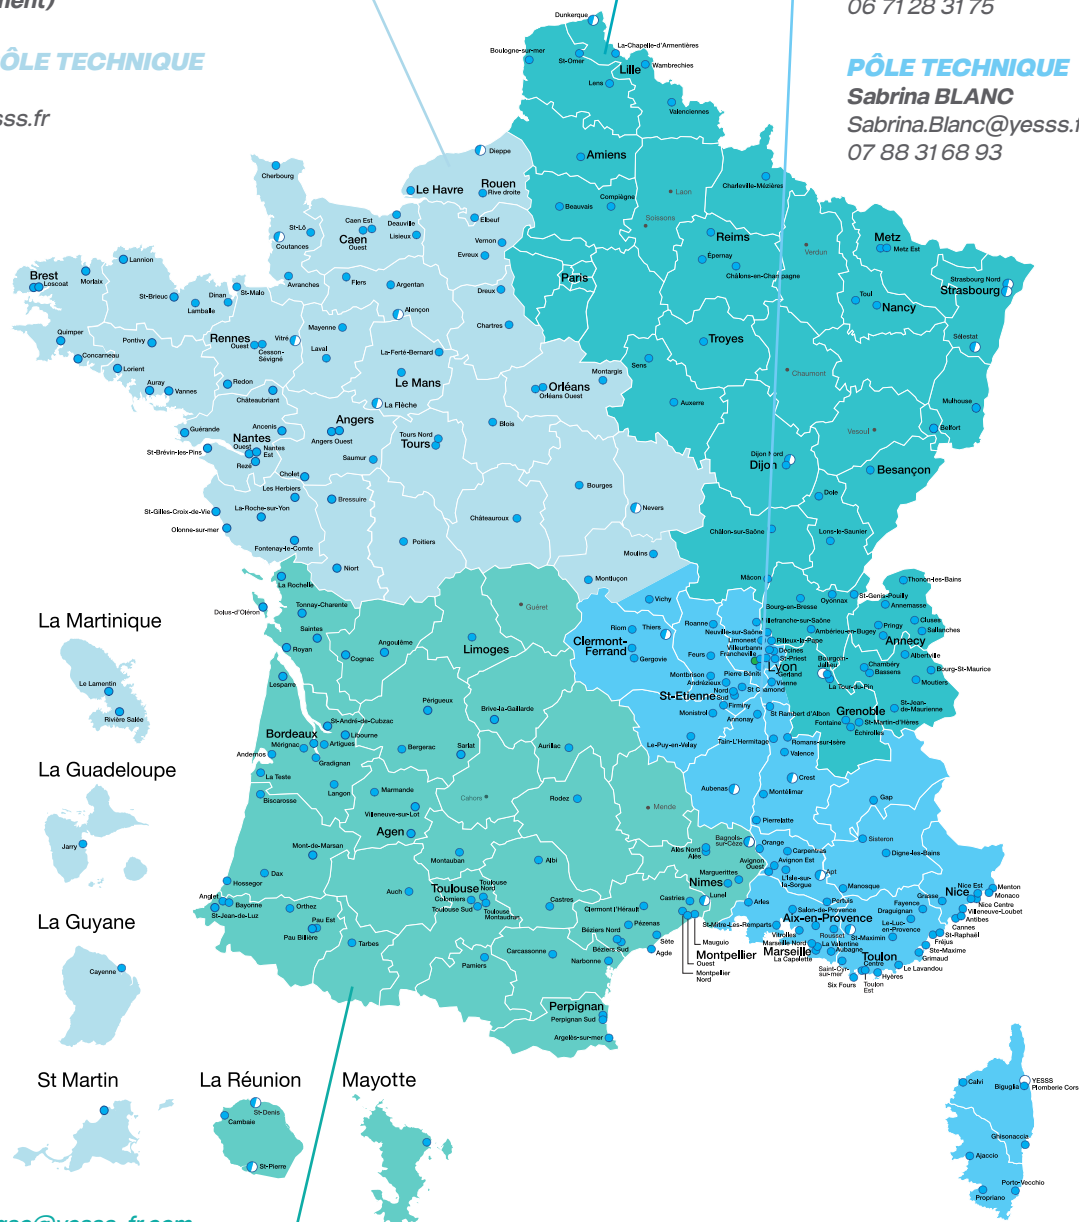 ment)
ÔLE TECHNIQUE
sss.fr
06 71 28 31 75
PÔLE TECHNIQUE
Sabrina BLANC
Sabrina.Blanc@yesss.f
07 88 31 68 93
Dunkerque
Boulogne-sur-mer
St-Omer
La-Chapelle-d'Armentières
Lille
Wambrechies
Lens
Valenciennes
Dieppe
Amiens
Cherbourg
Le Havre
Rouen
Rive droite
Charleville-Mézières
Laon
Beauvais
Compiègne
Soissons
St-Lô
Coutances
Caen Est
Caen
Ouest
Deauville
Lisieux
Elbeuf
Vernon
Evreux
Reims
Épernay
Châlons-en-Champagne
Verdun
Metz
Metz Est
Lannion
Brest
Loscoat
Morlaix
St-Brieuc
Lamballe
Dinan
St-Malo
Avranches
Flers
Argentan
Alençon
Dreux
Chartres
Paris
Toul
Nancy
Strasbourg Nord
Strasbourg
Sélestat
Quimper
Concarneau
Pontivy
Lorient
Auray
Vannes
Rennes
Ouest
Cesson-
Sévigné
Vitré
Mayenne
Laval
La-Ferté-Bernard
Le Mans
La Flèche
Redon
Châteaubriant
Troyes
Sens
Montargis
Chaumont
Auxerre
Vesoul
Mulhouse
Belfort
Orléans
Orléans Ouest
Blois
Guérande
St-Brévin-les-Pins
Ancenis
Nantes
Ouest
Nantes
Est
Rezé
Angers
Angers Ouest
Saumur
Tours Nord
Tours
Cholet
Les Herbiers
Dijon Nord
Dijon
Besançon
Dole
Bourges
Nevers
St-Gilles-Croix-de-Vie
La-Roche-sur-Yon
Olonne-sur-mer
Bressuire
Fontenay-le-Comte
Niort
Poitiers
Châteauroux
Châlon-sur-Saône
Lons-le-Saunier
Moulins
Montluçon
Mâcon
La Rochelle
Dolus-d'Oléron
Tonnay-Charente
Saintes
Royan
Cognac
Angoulême
Lesparre
Guéret
Limoges
Vichy
Riom
Thiers
Clermont-
Ferrand
Gergovie
Roanne
Feurs
Montbrison
Andrézieux
St-Etienne
Nord
Sud
St Chamond
Firminy
Monistrol
Annonay
Le-Puy-en-Velay
Bourg-en-Bresse
Oyonnax
St-Genis-Pouilly
Thonon-les-Bains
Annemasse
Villefranche-sur-Saône
Neuville-sur-Saône
Ambérieu-en-Bugey
Limonest
Rilleux-la-Pape
Villeurbanne
Décines
Francheville
St-Priest
Lyon
Pierre Bénite
Gerland
Vienne
Bourgoin-
Jallieu
La Tour-du-Pin
Pringy
Cluses
Sallanches
Annecy
Albertville
Chambéry
Bassens
Bourg-St-Maurice
Moutiers
St-Jean-
de-Maurienne
Grenoble
Fontaine
St-Martin-d'Hères
Échirolles
St Rambert d'Albon
Tain-L'Hermitage
Romans-sur-Isère
Valence
Crest
Aubenas
Montélimar
Pierrelatte
Gap
Périgueux
Brive-la-Gaillarde
Aurillac
St-André-de-Cubzac
Libourne
Bordeaux
Mérignac
Artigues
Gradignan
Andernos
La Teste
Biscarosse
Langon
Bergerac
Sarlat
Marmande
Villeneuve-sur-Lot
Agen
Cahors
Rodez
Mende
Montauban
Albi
Mont-de-Marsan
Dax
Hossegor
Anglet
Bayonne
St-Jean-de-Luz
Orthez
Pau Est
Pau Billère
Tarbes
Auch
Toulouse
Colomiers
Toulouse
Nord
Toulouse Sud
Toulouse
Montaudran
Castres
Pamiers
Carcassonne
Bagnols-
sur-Cèze
Alès Nord
Alès
Marguerittes
Nimes
Lunel
Castries
Clermont l'Hérault
Pézenas
Béziers Nord
Béziers Sud
Narbonne
Sète
Agde
Mauguio
Montpellier
Ouest
Montpellier
Nord
Perpignan
Perpignan Sud
Argelès-sur-mer
Orange
Carpentras
Avignon
Ouest
Avignon Est
L'Isle-sur-
la-Sorgue
Apt
Arles
Sisteron
Digne-les-Bains
Manosque
Pertuis
Salon-de-Provence
St-Mitre-Les-Remparts
Aix-en-Provence
Vitrolles
Rousset
St-Maximin
Marseille Nord
Marseille
La Valentine
La Capelette
Aubagne
Saint-Cyr-
sur-mer
Six Fours
Toulon
Centre
Toulon
Est
Hyères
Le Lavandou
Grimaud
Ste-Maxime
Fréjus
St-Raphaël
Le-Luc-
en-Provence
Draguignan
Fayence
Grasse
Nice Est
Nice
Menton
Monaco
Nice Centre
Villeneuve-Loubet
Antibes
Cannes
La Martinique
Le Lamentin
Rivière Salée
La Guadeloupe
Jarry
La Guyane
Cayenne
St Martin
La Réunion
St-Denis
Cambaie
St-Pierre
Mayotte
Calvi
YESSS
Biguglia
Plomberie Cors
Ghisonaccia
Ajaccio
Porto-Vecchio
Propriano